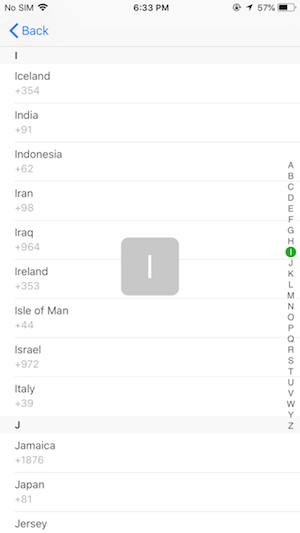 No SIM 6:33 PM 57%
Back
I
Iceland
+354
India
+91
Indonesia
+62
Iran
+98
Iraq
+964
Ireland
+353
Isle of Man
+44
Israel
+972
Italy
+39
J
Jamaica
+1876
Japan
+81
Jersey
I
A
B
C
D
E
F
G
H
I
J
K
L
M
N
O
P
Q
R
S
T
U
V
W
Y
Z